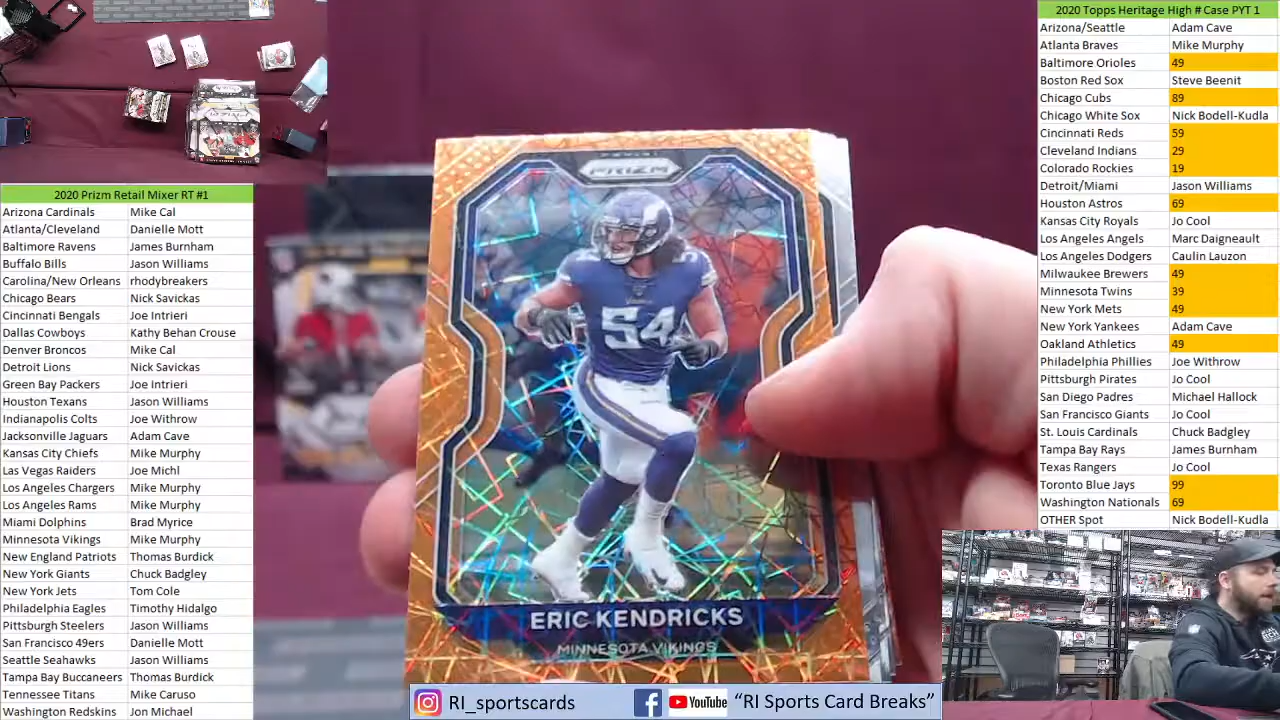 2020 Prizm Retail Mixer RT #1
Arizona Cardinals Mike Cal
Atlanta/Cleveland Danielle Mott
Baltimore Ravens James Burnham
Buffalo Bills Jason Williams
Carolina/New Orleans rhodybreakers
Chicago Bears Nick Savickas
Cincinnati Bengals Joe Intrieri
Dallas Cowboys Kathy Behan Crouse
Denver Broncos Mike Cal
Detroit Lions Nick Savickas
Green Bay Packers Joe Intrieri
Houston Texans Jason Williams
Indianapolis Colts Joe Withrow
Jacksonville Jaguars Adam Cave
Kansas City Chiefs Mike Murphy
Las Vegas Raiders Joe Michl
Los Angeles Chargers Mike Murphy
Los Angeles Rams Mike Murphy
Miami Dolphins Brad Myrice
Minnesota Vikings Mike Murphy
New England Patriots Thomas Burdick
New York Giants Chuck Badgley
New York Jets Tom Cole
Philadelphia Eagles Timothy Hidalgo
Pittsburgh Steelers Jason Williams
San Francisco 49ers Danielle Mott
Seattle Seahawks Jason Williams
Tampa Bay Buccaneers Thomas Burdick
Tennessee Titans Mike Caruso
Washington Redskins Jon Michael
PRIZM
54
ERIC KENDRICKS
MINNESOTA VIKINGS
RI_sportscards
YouTube
"RI Sports Card Breaks"
2020 Topps Heritage High # Case PYT 1
Arizona/Seattle Adam Cave
Atlanta Braves Mike Murphy
Baltimore Orioles 49
Boston Red Sox Steve Beenit
Chicago Cubs 89
Chicago White Sox Nick Bodell-Kudla
Cincinnati Reds 59
Cleveland Indians 29
Colorado Rockies 19
Detroit/Miami Jason Williams
Houston Astros 69
Kansas City Royals Jo Cool
Los Angeles Angels Marc Daigneault
Los Angeles Dodgers Caulin Lauzon
Milwaukee Brewers 49
Minnesota Twins 39
New York Mets 49
New York Yankees Adam Cave
Oakland Athletics 49
Philadelphia Phillies Joe Withrow
Pittsburgh Pirates Jo Cool
San Diego Padres Michael Hallock
San Francisco Giants Jo Cool
St. Louis Cardinals Chuck Badgley
Tampa Bay Rays James Burnham
Texas Rangers Jo Cool
Toronto Blue Jays 99
Washington Nationals 69
OTHER Spot Nick Bodell-Kudla